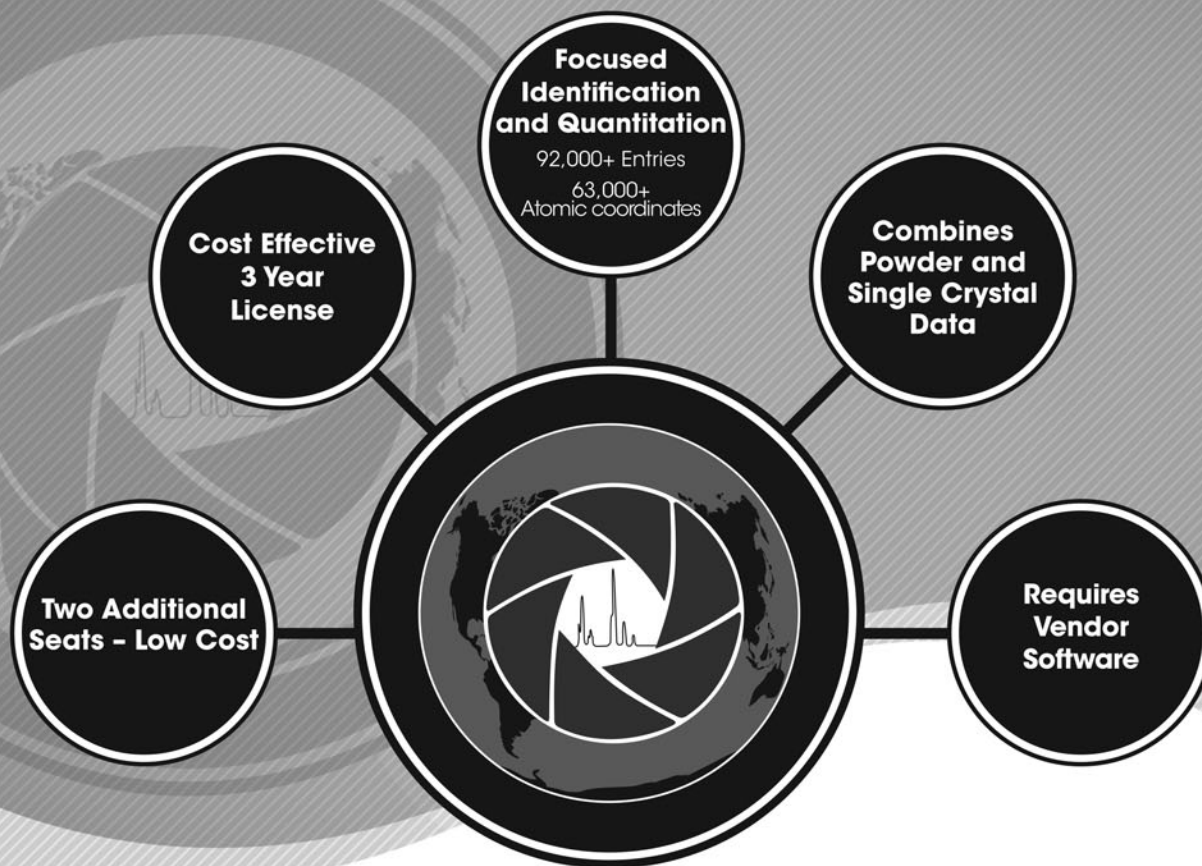 Focused
Identification
and Quantitation
92,000+ Entries
63,000+
Atomic coordinates
Cost Effective
3 Year
License
Combines
Powder and
Single Crystal
Data
Two Additional
Seats – Low Cost
Requires
Vendor
Software